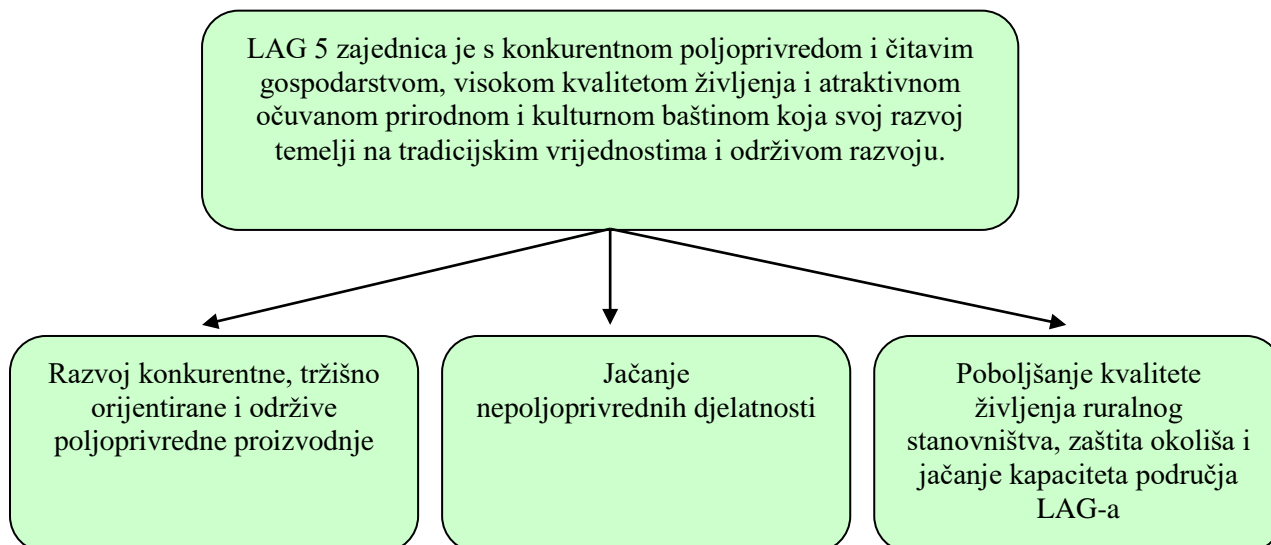 LAG 5 zajednica je s konkurentnom poljoprivredom i čitavim
gospodarstvom, visokom kvalitetom življenja i atraktivnom
očuvanom prirodnom i kulturnom baštinom koja svoj razvoj
temelji na tradicijskim vrijednostima i održivom razvoju.
Razvoj konkurentne, tržišno
orijentirane i održive
poljoprivredne proizvodnje
Jačanje
nepoljoprivrednih djelatnosti
Poboljšanje kvalitete
življenja ruralnog
stanovništva, zaštita okoliša i
jačanje kapaciteta područja
LAG-a